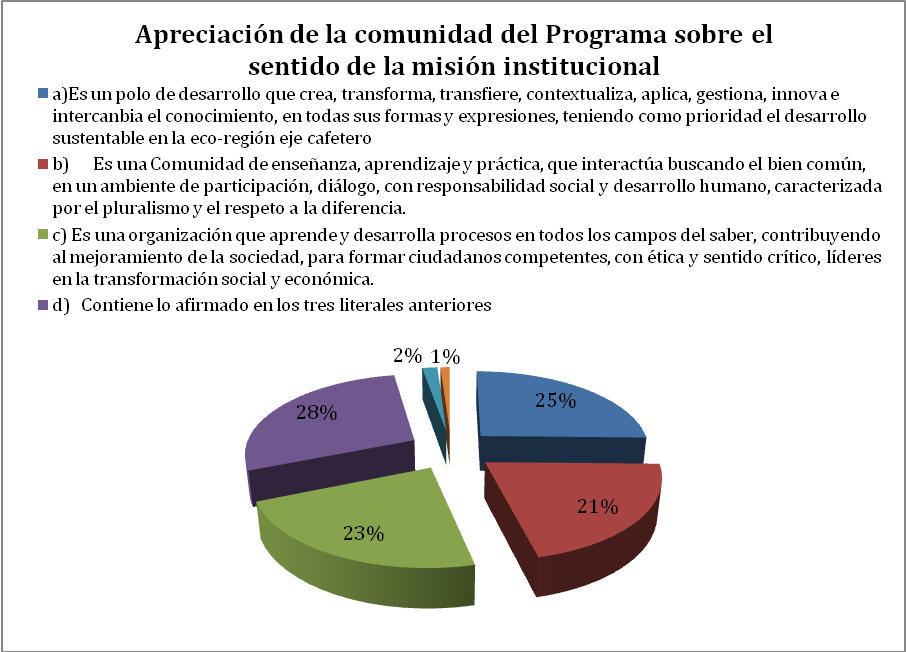 Apreciación de la comunidad del Programa sobre el
sentido de la misión institucional
a)Es un polo de desarrollo que crea, transforma, transfiere, contextualiza, aplica, gestiona, innova e
intercanbia el conocimiento, en todas sus formas y expresiones, teniendo como prioridad el desarrollo
sustentable en la eco-región eje cafetero
b) Es una Comunidad de enseñanza, aprendizaje y práctica, que interactúa buscando el bien común,
en un ambiente de participación, diálogo, con responsabilidad social y desarrollo humano, caracterizada
por el pluralismo y el respeto a la diferencia.
c) Es una organización que aprende y desarrolla procesos en todos los campos del saber, contribuyendo
al mejoramiento de la sociedad, para formar ciudadanos competentes, con ética y sentido crítico, líderes
en la transformación social y económica.
d) Contiene lo afirmado en los tres literales anteriores
2% 1%
28%
25%
23%
21%